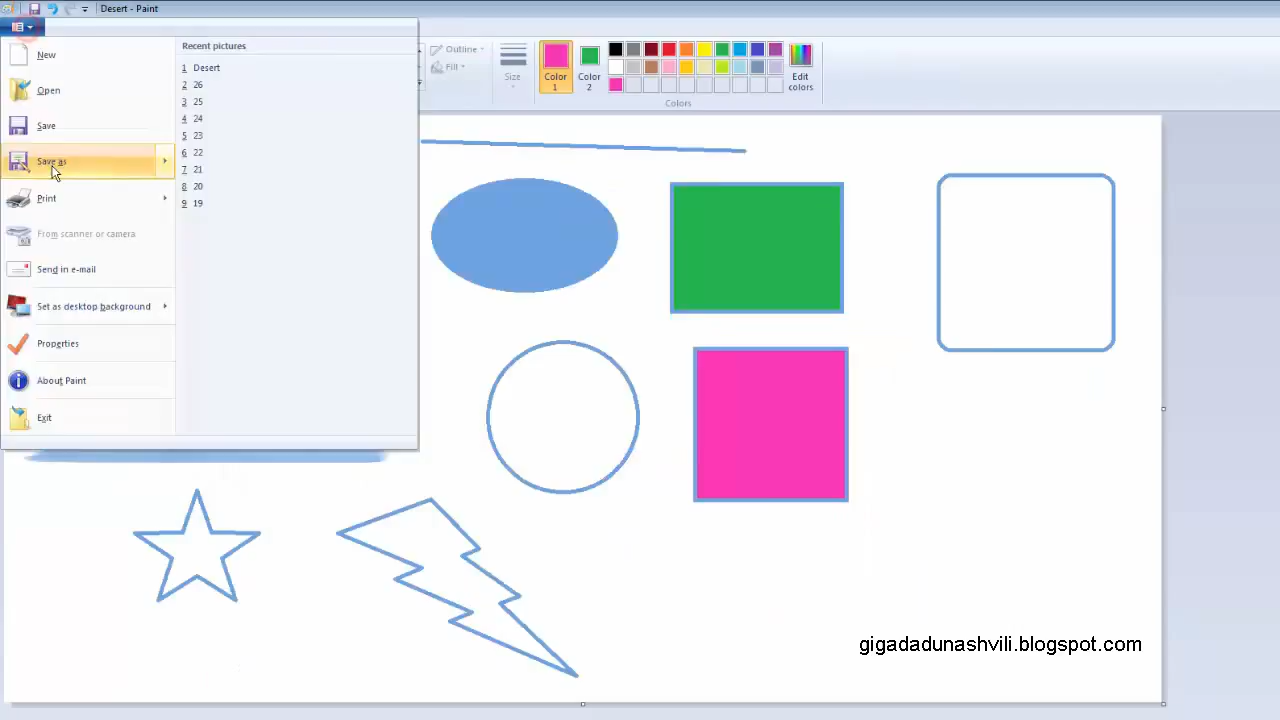 Desert - Paint
Recent pictures
New
Open
Save
Save as
Print
From scanner or camera
Send in e-mail
Set as desktop background
Properties
About Paint
Exit
1 Desert
2 26
3 25
4 24
5 23
6 22
7 21
8 20
9 19
Outline
Fill
Size
Color
1
Color
2
Edit
colors
Colors
gigadadunashvili.blogspot.com